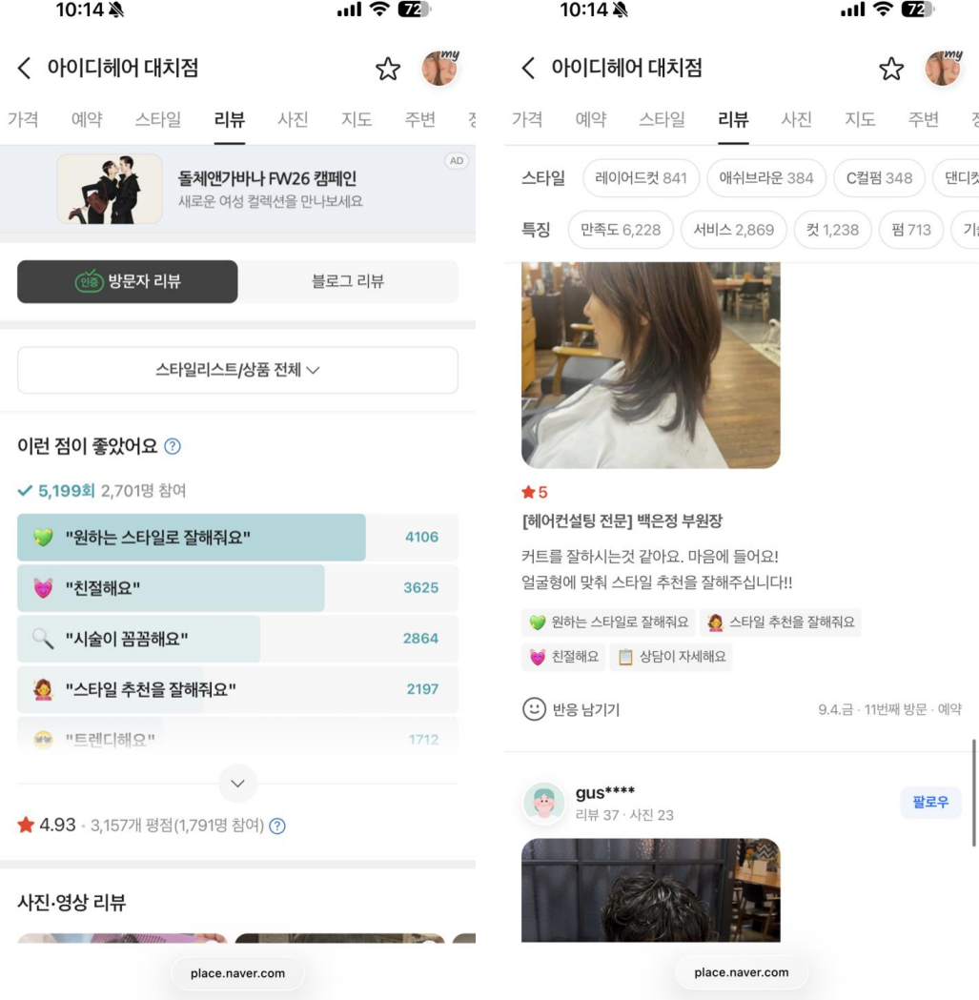 10:14
72
아이디헤어 대치점
my
가격 예약 스타일 리뷰 사진 지도 주변
돌체앤가바나 FW26 캠페인
새로운 여성 컬렉션을 만나보세요
AD
인증 방문자 리뷰
블로그 리뷰
스타일리스트/상품 전체
이런 점이 좋았어요 ?
5,199회 2,701명 참여
"원하는 스타일로 잘해줘요" 4106
"친절해요" 3625
"시술이 꼼꼼해요" 2864
"스타일 추천을 잘해줘요" 2197
"트렌디해요" 1712
4.93 · 3,157개 평점(1,791명 참여) ?
사진·영상 리뷰
place.naver.com
10:14
72
아이디헤어 대치점
my
가격 예약 스타일 리뷰 사진 지도 주변
스타일 레이어드컷 841 애쉬브라운 384 C컬펌 348 댄디컷
특징 만족도 6,228 서비스 2,869 컷 1,238 펌 713
5
[헤어컨설팅 전문] 백은정 부원장
커트를 잘하시는것 같아요. 마음에 들어요!
얼굴형에 맞춰 스타일 추천을 잘해주십니다!!
원하는 스타일로 잘해줘요 스타일 추천을 잘해줘요
친절해요 상담이 자세해요
반응 남기기
9.4.금 · 11번째 방문 · 예약
gus****
리뷰 37 · 사진 23
팔로우
place.naver.com